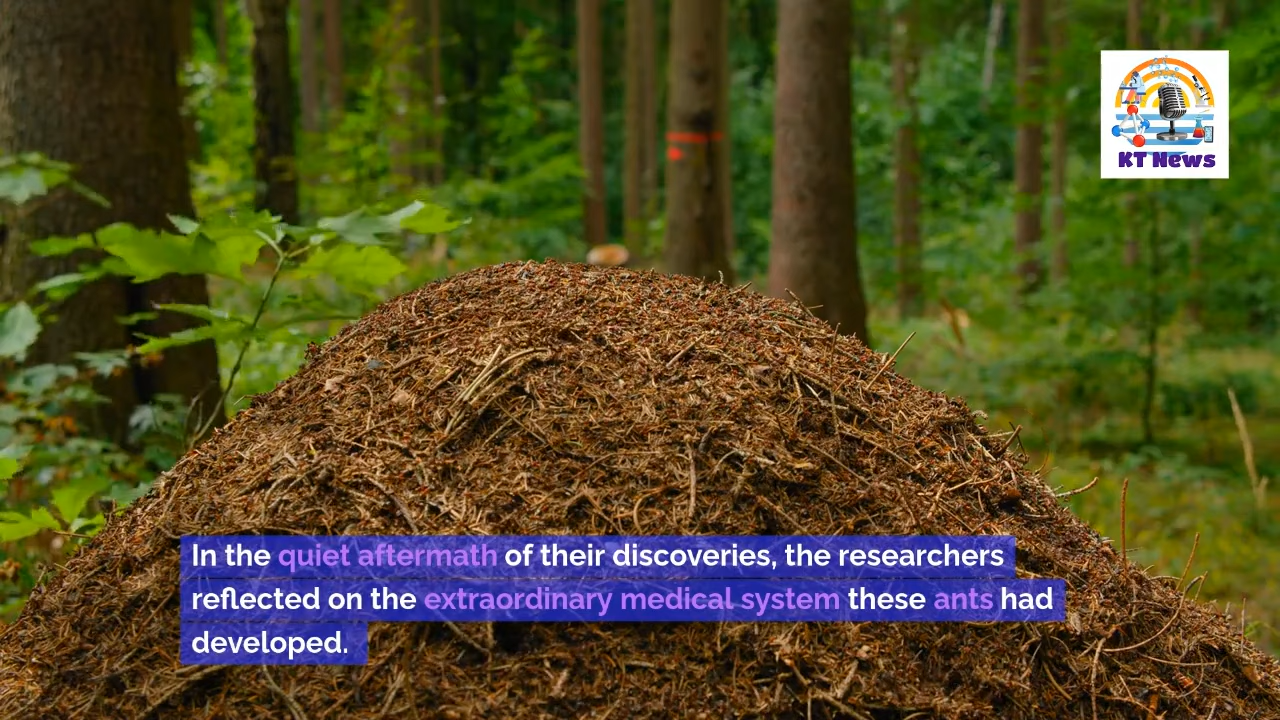 KT News
In the quiet aftermath of their discoveries, the researchers
reflected on the extraordinary medical system these ants had
developed.